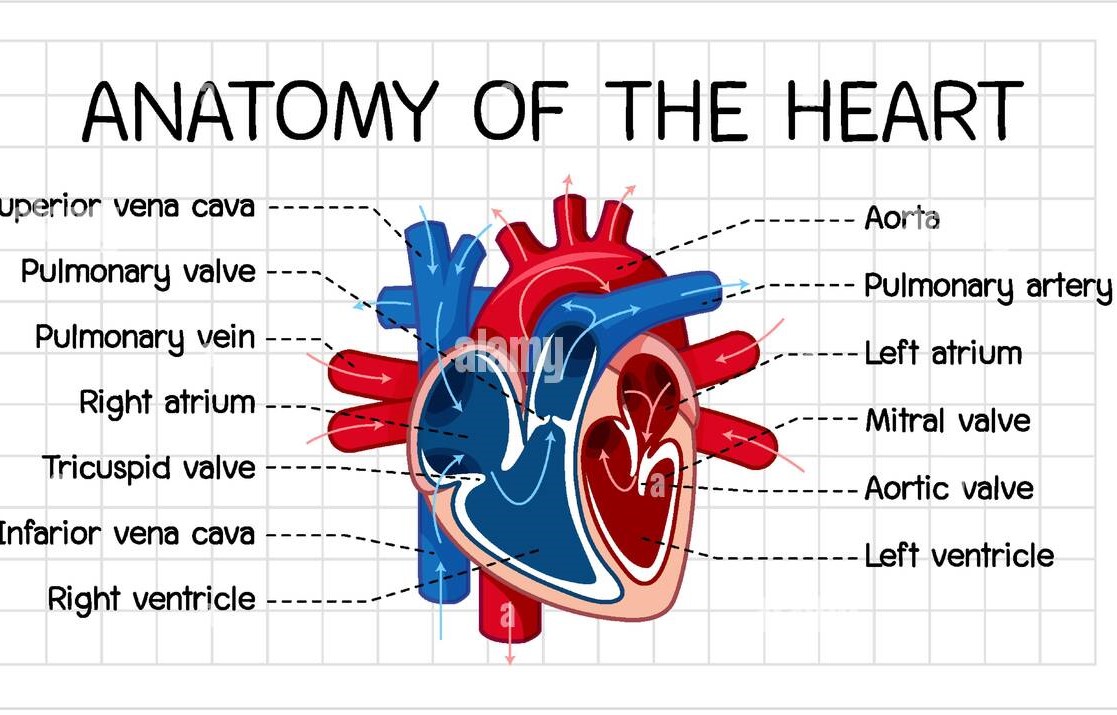 ANATOMY OF THE HEART
uperior vena cava
Pulmonary valve
Pulmonary vein
Right atrium
Tricuspid valve
Infarior vena cava
Right ventricle
Aorta
Pulmonary artery
Left atrium
Mitral valve
Aortic valve
Left ventricle
alamy
a
a